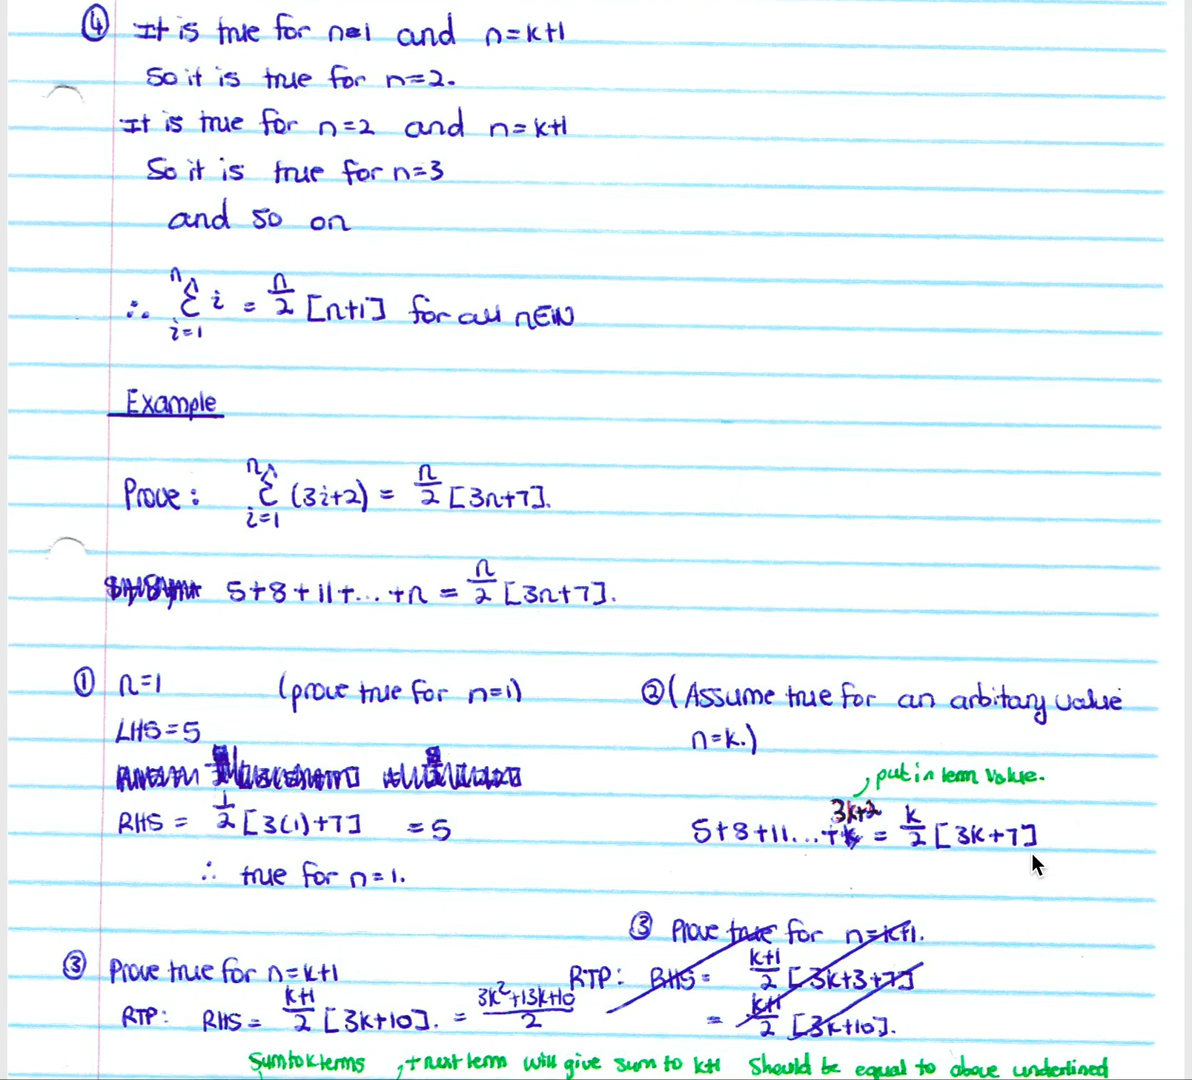 ④ It is true for n=1 and n=k+1
So it is true for n=2.
It is true for n=2 and n=k+1
So it is true for n=3
and so on
∴ n Σ i=1 i = n/2 [n+1] for all n∈N
Example
Prove: n Σ i=1 (3i+2) = n/2 [3n+7].
5+8+11+...+n = n/2 [3n+7].
① n=1 (prove true for n=1)
LHS=5
RHS = 1/2 [3(1)+7] = 5
∴ true for n=1.
② (Assume true for an arbitary value
n=k.)
, put in term value.
5+8+11...+ 3k+2 = k/2 [3k+7]
③ Prove true for n=k+1.
RTP: RHS = k+1/2 [3k+3+7]
= k+1/2 [3k+10].
③ Prove true for n=k+1
RTP: RHS = k+1/2 [3k+10]. = 3k²+13k+10/2
Sum to k terms , + next term will give sum to k+1 Should be equal to above underlined